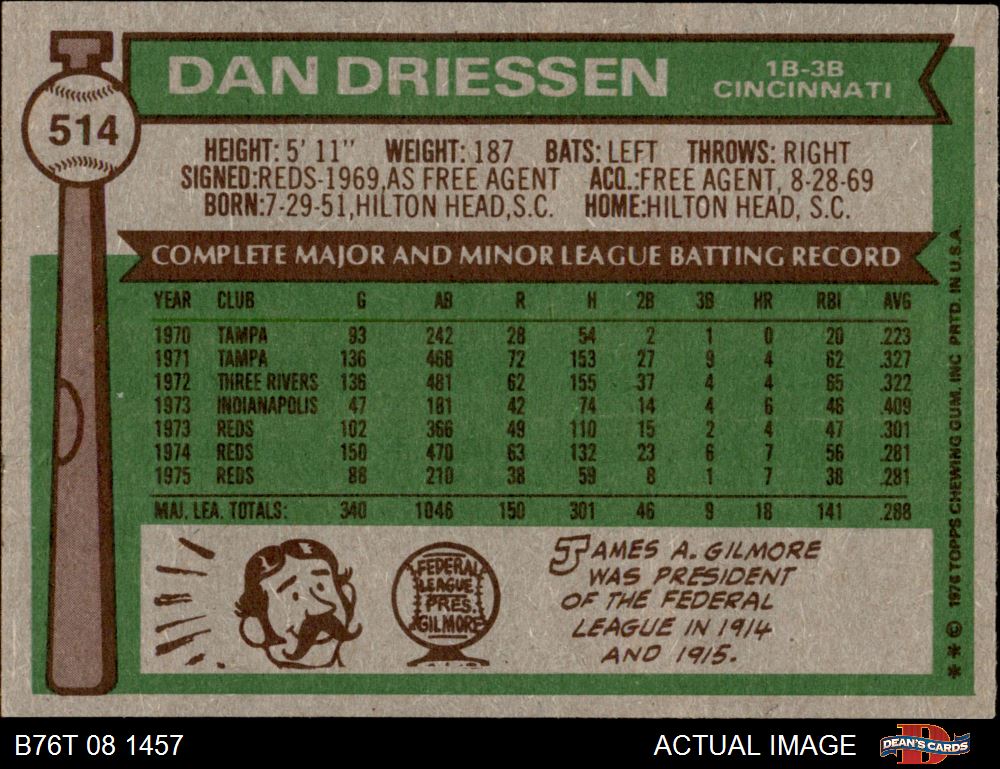 DAN DRIESSEN
1B-3B
CINCINNATI
514
HEIGHT: 5' 11" WEIGHT: 187 BATS: LEFT THROWS: RIGHT
SIGNED:REDS-1969,AS FREE AGENT ACQ.:FREE AGENT, 8-28-69
BORN:7-29-51,HILTON HEAD,S.C. HOME:HILTON HEAD, S.C.
COMPLETE MAJOR AND MINOR LEAGUE BATTING RECORD
YEAR CLUB G AB R H 2B 3B HR RBI AVG
1970 TAMPA 93 242 28 54 2 1 0 20 .223
1971 TAMPA 136 468 72 153 27 9 4 62 .327
1972 THREE RIVERS 136 481 62 155 37 4 4 65 .322
1973 INDIANAPOLIS 47 181 42 74 14 4 6 46 .409
1973 REDS 102 366 49 110 15 2 4 47 .301
1974 REDS 150 470 63 132 23 6 7 56 .281
1975 REDS 88 210 38 59 8 1 7 38 .281
MAJ. LEA. TOTALS: 340 1046 150 301 46 9 18 141 .288
FEDERAL
LEAGUE
PRES.
GILMORE
JAMES A. GILMORE
WAS PRESIDENT
OF THE FEDERAL
LEAGUE IN 1914
AND 1915.
** © 1976 TOPPS CHEWING GUM, INC PRTD. IN U.S.A.
B76T 08 1457
ACTUAL IMAGE
DEAN'S CARDS